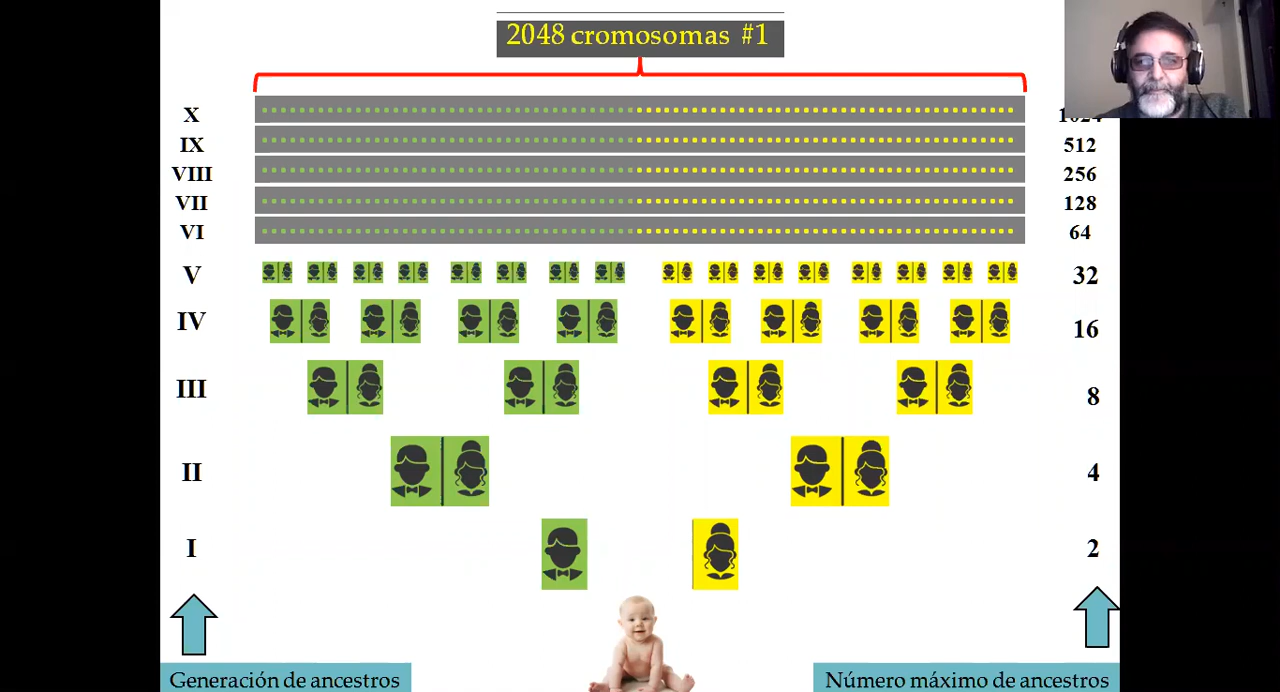 2048 cromosomas #1
X 1024
IX 512
VIII 256
VII 128
VI 64
V 32
IV 16
III 8
II 4
I 2
Generación de ancestros
Número máximo de ancestros